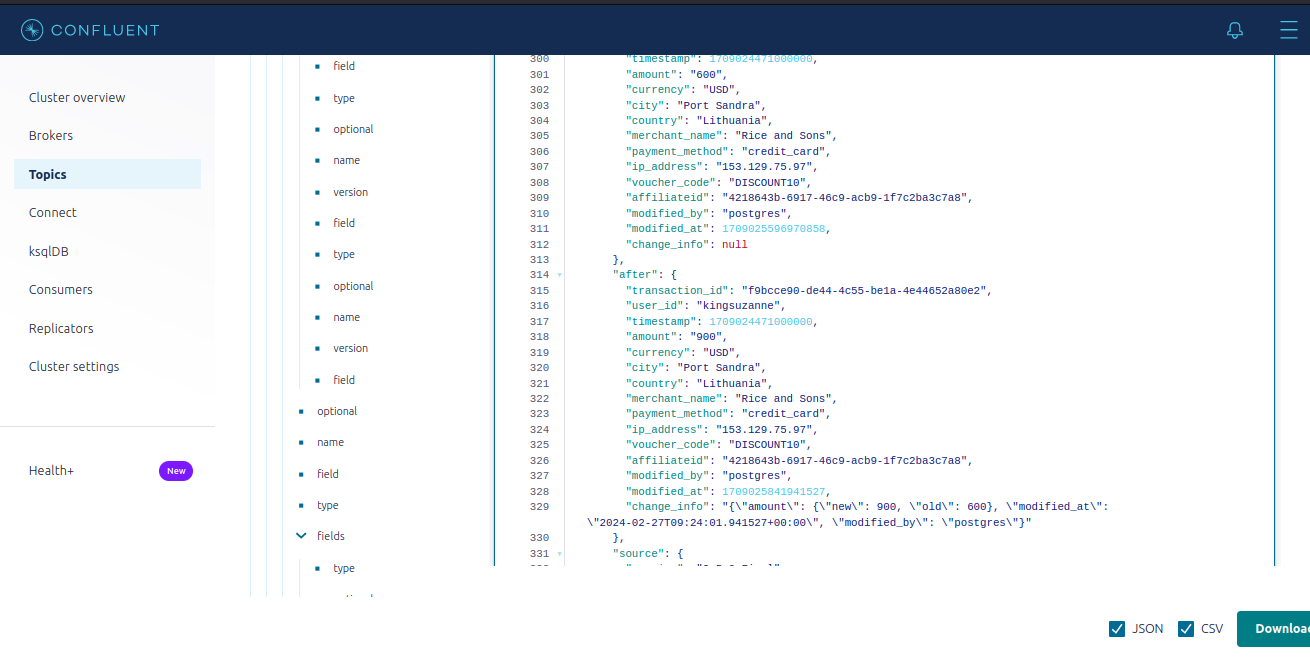 CONFLUENT
Cluster overview
Brokers
Topics
Connect
ksqlDB
Consumers
Replicators
Cluster settings
Health+ New
field
type
optional
name
version
field
type
optional
name
version
field
optional
name
field
type
fields
type
300 "timestamp": 1709024471000000,
301 "amount": "600",
302 "currency": "USD",
303 "city": "Port Sandra",
304 "country": "Lithuania",
305 "merchant_name": "Rice and Sons",
306 "payment_method": "credit_card",
307 "ip_address": "153.129.75.97",
308 "voucher_code": "DISCOUNT10",
309 "affiliateid": "4218643b-6917-46c9-acb9-1f7c2ba3c7a8",
310 "modified_by": "postgres",
311 "modified_at": 1709025596970858,
312 "change_info": null
313 },
314 "after": {
315 "transaction_id": "f9bcce90-de44-4c55-be1a-4e44652a80e2",
316 "user_id": "kingsuzanne",
317 "timestamp": 1709024471000000,
318 "amount": "900",
319 "currency": "USD",
320 "city": "Port Sandra",
321 "country": "Lithuania",
322 "merchant_name": "Rice and Sons",
323 "payment_method": "credit_card",
324 "ip_address": "153.129.75.97",
325 "voucher_code": "DISCOUNT10",
326 "affiliateid": "4218643b-6917-46c9-acb9-1f7c2ba3c7a8",
327 "modified_by": "postgres",
328 "modified_at": 1709025841941527,
329 "change_info": "{\"amount\": {\"new\": 900, \"old\": 600}, \"modified_at\":
\"2024-02-27T09:24:01.941527+00:00\", \"modified_by\": \"postgres\"}"
330 },
331 "source": {
JSON CSV Downloa